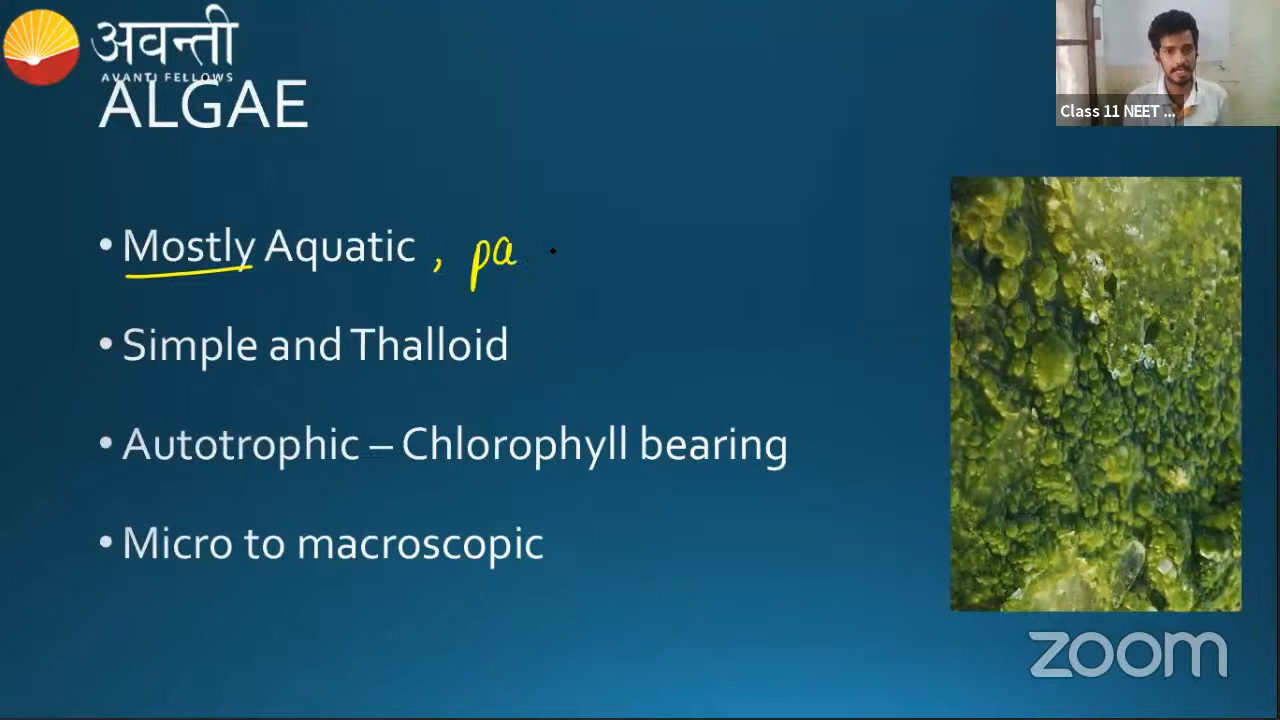 अवन्ती
AVANTI FELLOWS
ALGAE
Class 11 NEET ...
• Mostly Aquatic , pa
• Simple and Thalloid
• Autotrophic – Chlorophyll bearing
• Micro to macroscopic
zoom